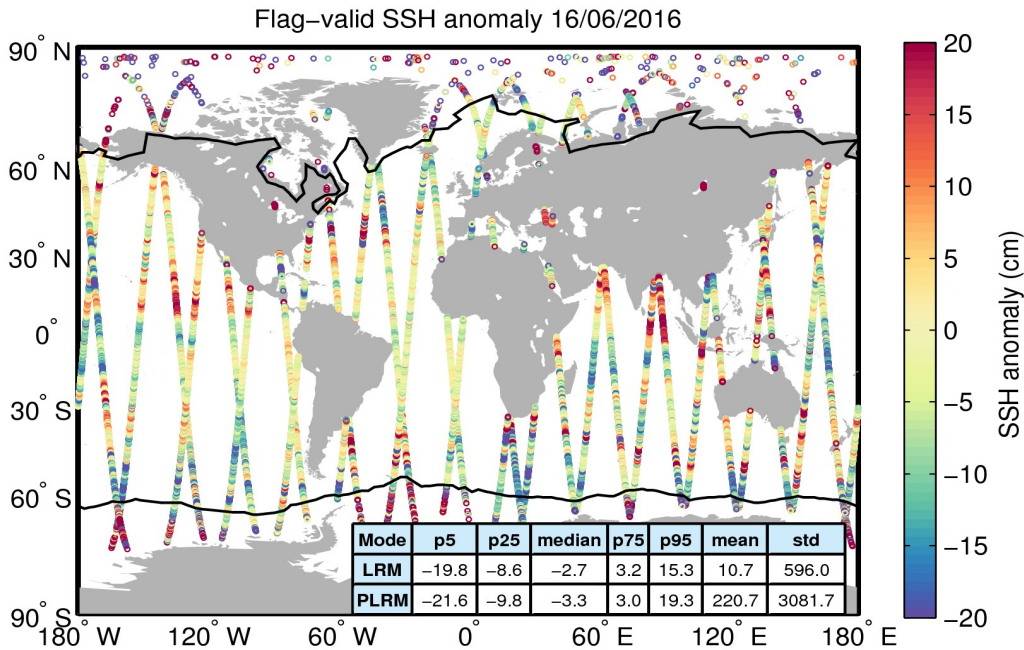 Flag−valid SSH anomaly 16/06/2016
90° N
60° N
30° N
0°
30° S
60° S
90° S
180° W 120° W 60° W 0° 60° E 120° E 180° E
Mode p5 p25 median p75 p95 mean std
LRM −19.8 −8.6 −2.7 3.2 15.3 10.7 596.0
PLRM −21.6 −9.8 −3.3 3.0 19.3 220.7 3081.7
20
15
10
5
0
−5
−10
−15
−20
SSH anomaly (cm)